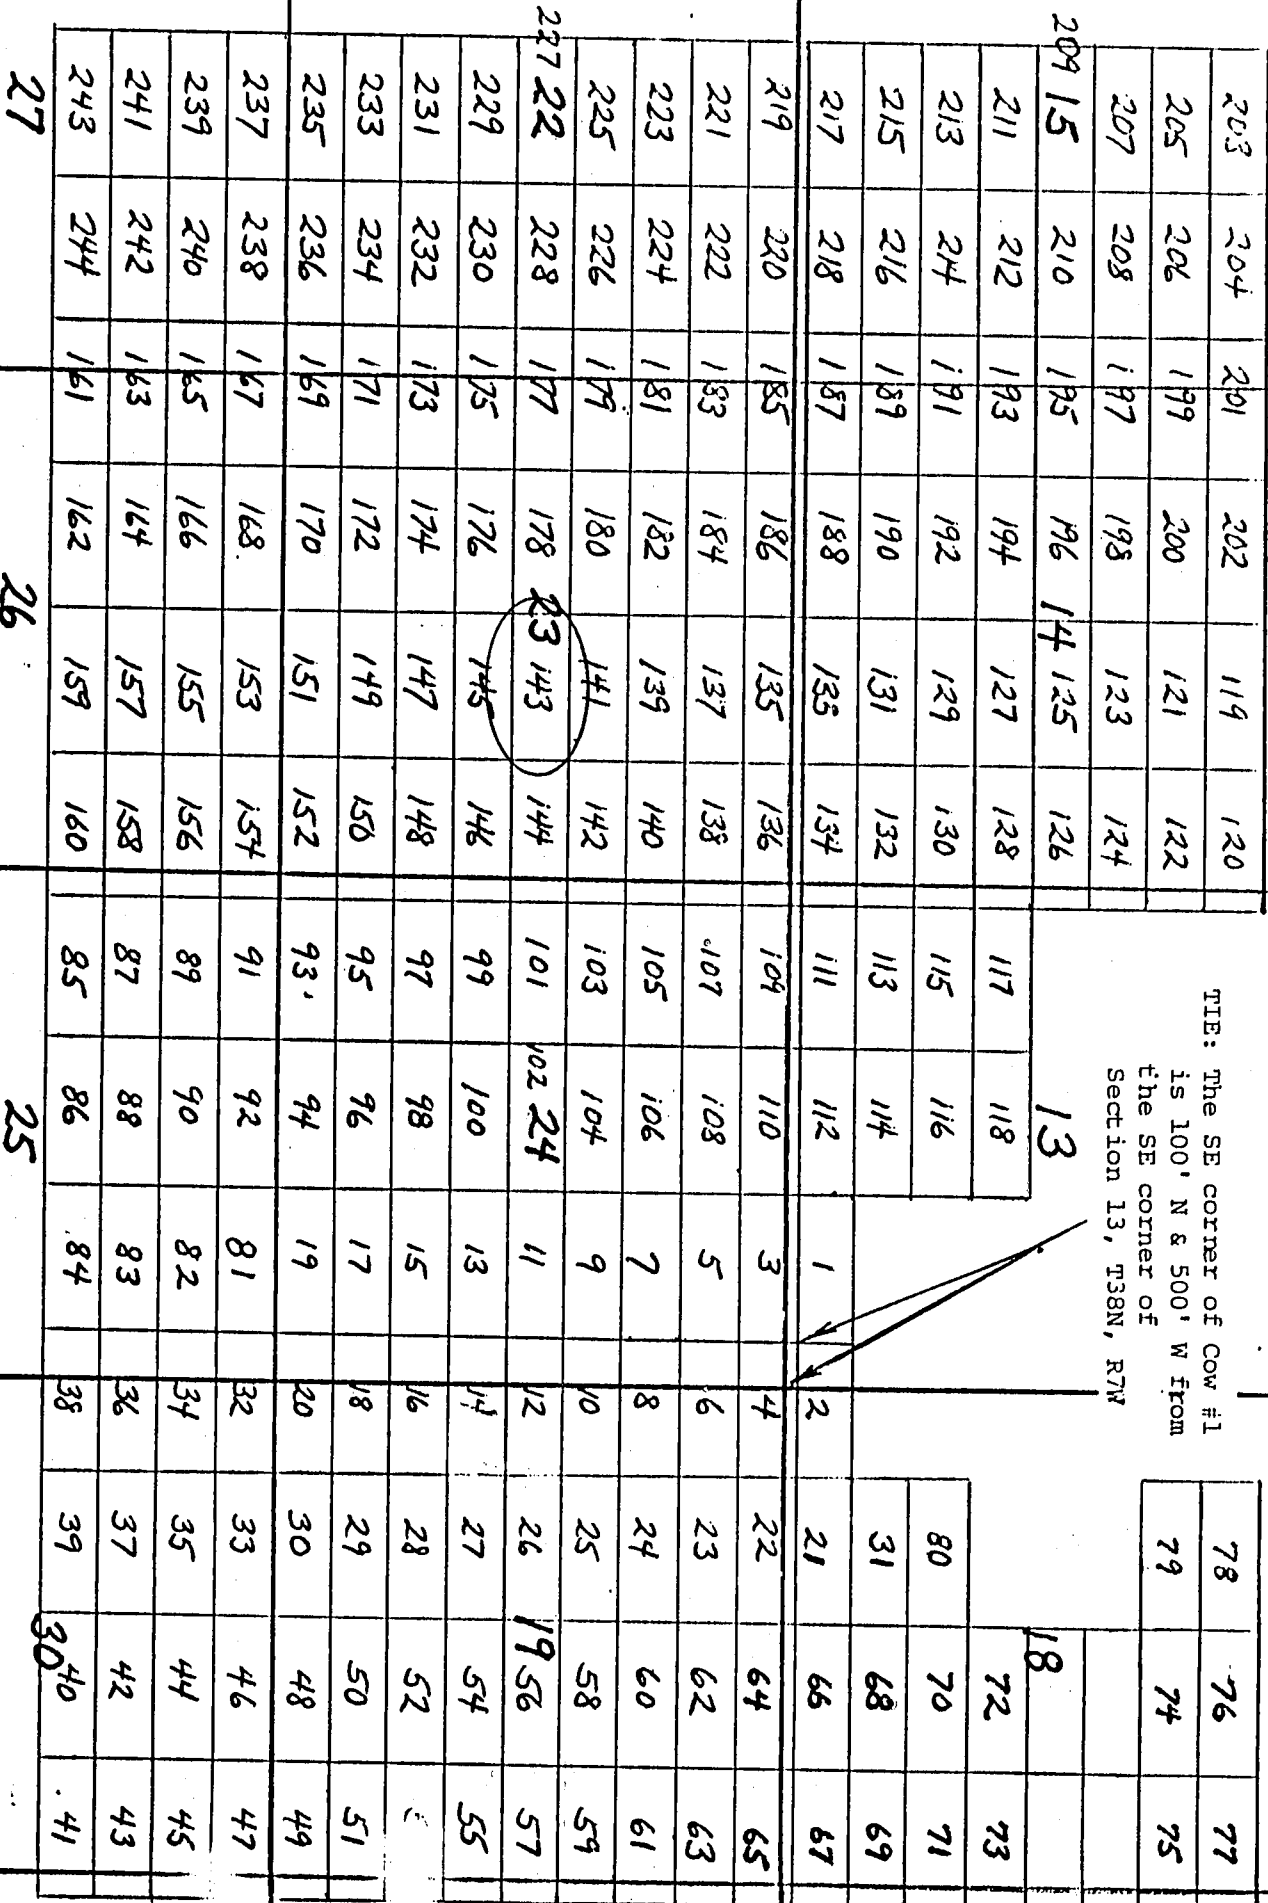 203 204 201 202 119 120 TIE: The SE corner of Cow #1 78 76 77
205 206 199 200 121 122 is 100' N & 500' W from 79 74 75
the SE corner of
207 208 197 198 123 124 Section 13, T38N, R7W
209 15 210 195 196 14 125 126 13 18
211 212 193 194 127 128 117 118 72 73
213 214 191 192 129 130 115 116 80 70 71
215 216 189 190 131 132 113 114 31 68 69
217 218 187 188 133 134 111 112 1 2 21 66 67
219 220 185 186 135 136 109 110 3 4 22 64 65
221 222 183 184 137 138 107 108 5 6 23 62 63
223 224 181 182 139 140 105 106 7 8 24 60 61
225 226 179 180 141 142 103 104 9 10 25 58 59
227 22 228 177 178 23 143 144 101 102 24 11 12 26 19 56 57
229 230 175 176 145 146 99 100 13 14 27 54 55
231 232 173 174 147 148 97 98 15 16 28 52
233 234 171 172 149 150 95 96 17 18 29 50 51
235 236 169 170 151 152 93 94 19 20 30 48 49
237 238 167 168 153 154 91 92 81 32 33 46 47
239 240 165 166 155 156 89 90 82 34 35 44 45
241 242 163 164 157 158 87 88 83 36 37 42 43
243 244 161 162 159 160 85 86 84 38 39 40 41
27 26 25 30